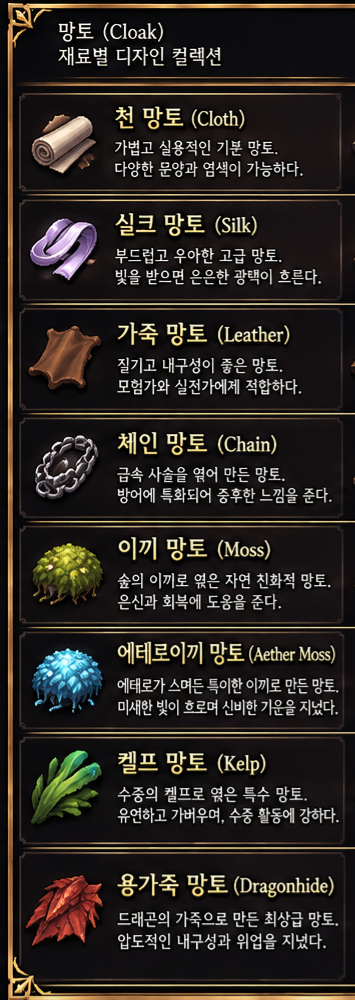 망토 (Cloak)
재료별 디자인 컬렉션
천 망토 (Cloth)
가볍고 실용적인 기분 망토.
다양한 문양과 염색이 가능하다.
실크 망토 (Silk)
부드럽고 우아한 고급 망토.
빛을 받으면 은은한 광택이 흐른다.
가죽 망토 (Leather)
질기고 내구성이 좋은 망토.
모험가와 실전가에게 적합하다.
체인 망토 (Chain)
급속 사슬을 엮어 만든 망토.
방어에 특화되어 중후한 느낌을 준다.
이끼 망토 (Moss)
숲의 이끼로 엮은 자연 친화적 망토.
은신과 회복에 도움을 준다.
에테로이끼 망토 (Aether Moss)
에테로가 스며든 특이한 이끼로 만든 망토.
미세한 빛이 흐르며 신비한 기운을 지녔다.
켈프 망토 (Kelp)
수중의 켈프로 엮은 특수 망토.
유연하고 가벼우며, 수중 활동에 강하다.
용가죽 망토 (Dragonhide)
드래곤의 가죽으로 만든 최상급 망토.
압도적인 내구성과 위업을 지녔다.